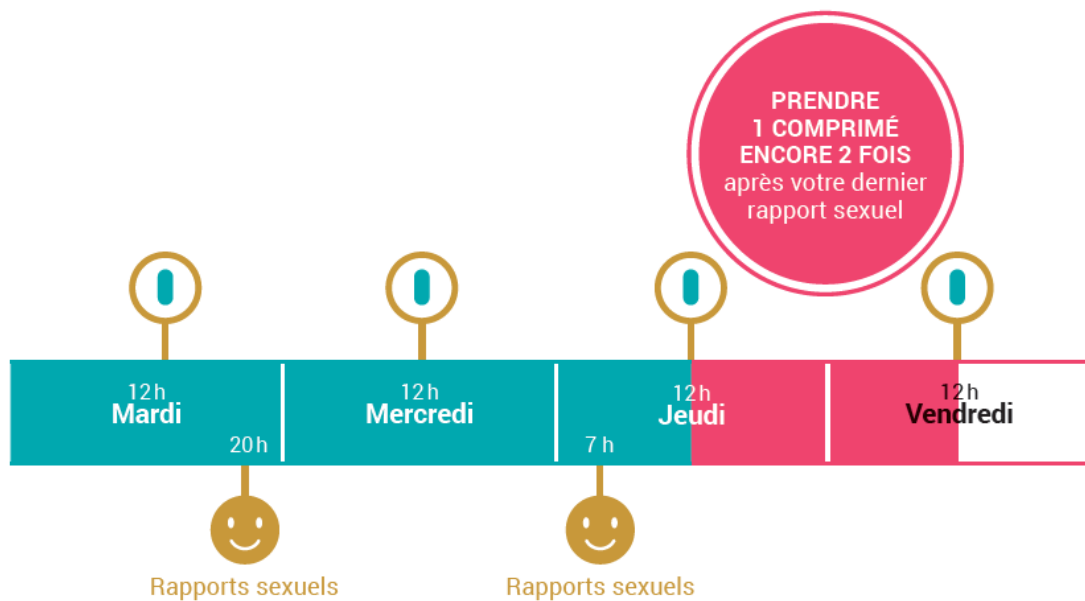 PRENDRE
1 COMPRIMÉ
ENCORE 2 FOIS
après votre dernier
rapport sexuel
12 h
Mardi
20 h
12 h
Mercredi
12 h
Jeudi
7 h
12 h
Vendredi
Rapports sexuels
Rapports sexuels